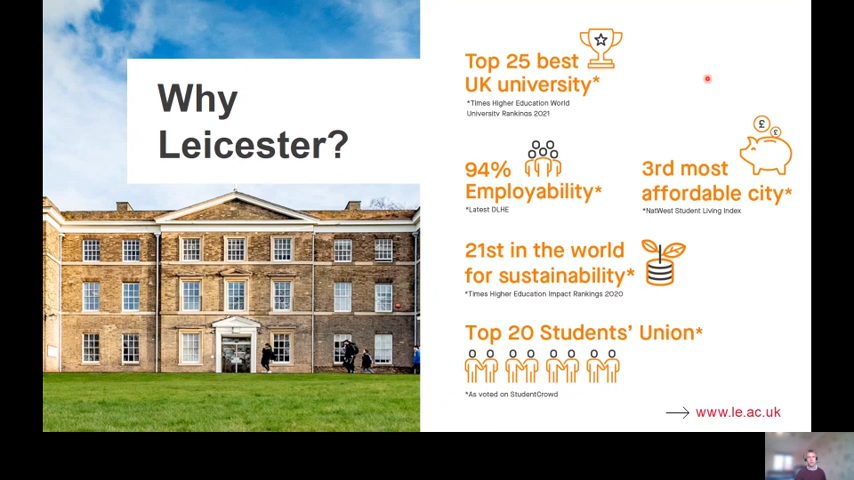 Why
Leicester?
Top 25 best
UK university*
*Times Higher Education World
University Rankings 2021
94%
Employability*
*Latest DLHE
3rd most
affordable city*
*NatWest Student Living Index
21st in the world
for sustainability*
*Times Higher Education Impact Rankings 2020
Top 20 Students' Union*
*As voted on StudentCrowd
www.le.ac.uk